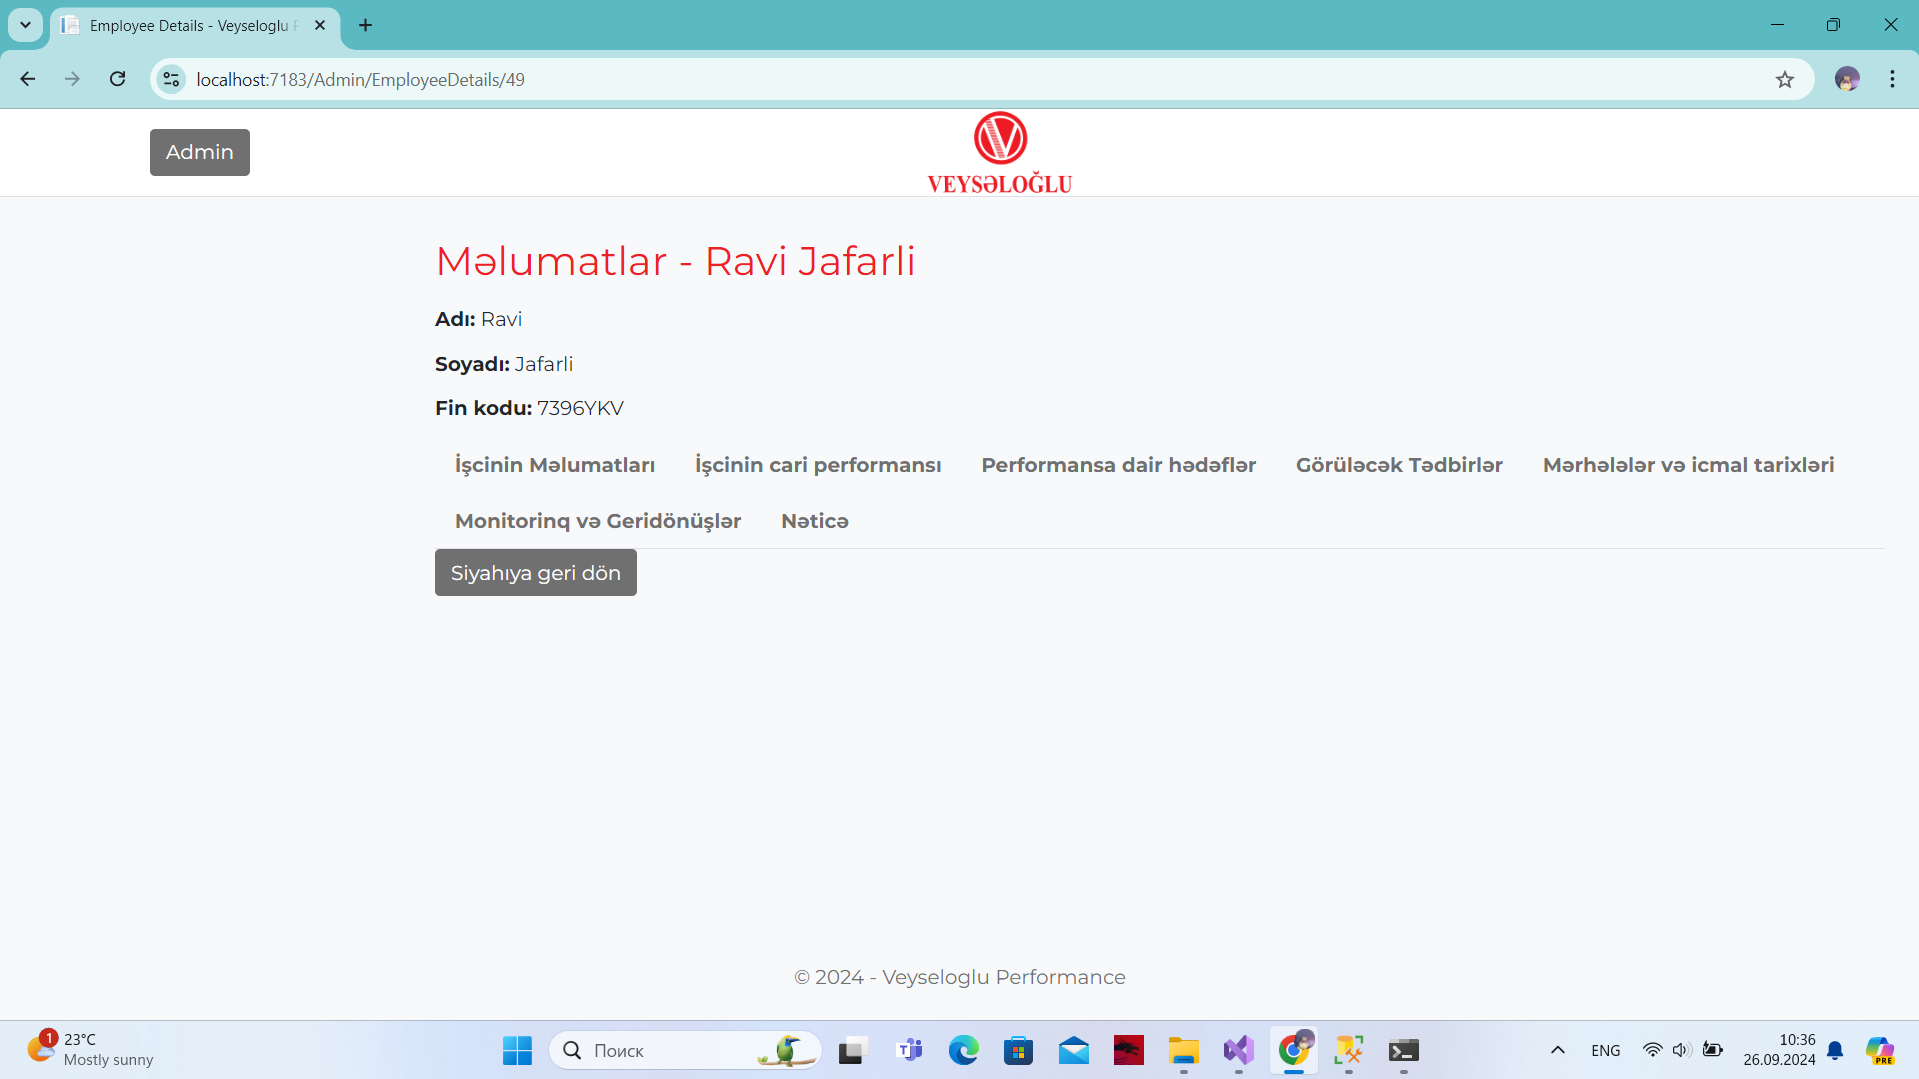 Employee Details - Veyseloglu P
localhost:7183/Admin/EmployeeDetails/49
Admin
VEYSƏLOĞLU
Məlumatlar - Ravi Jafarli
Adı: Ravi
Soyadı: Jafarli
Fin kodu: 7396YKV
İşcinin Məlumatları İşcinin cari performansı Performansa dair hədəflər Görüləcək Tədbirlər Mərhələlər və icmal tarixləri
Monitorinq və Geridönüşlər Nəticə
Siyahıya geri dön
© 2024 - Veyseloglu Performance
1
23°C
Mostly sunny
Поиск
ENG
10:36
26.09.2024
PRE